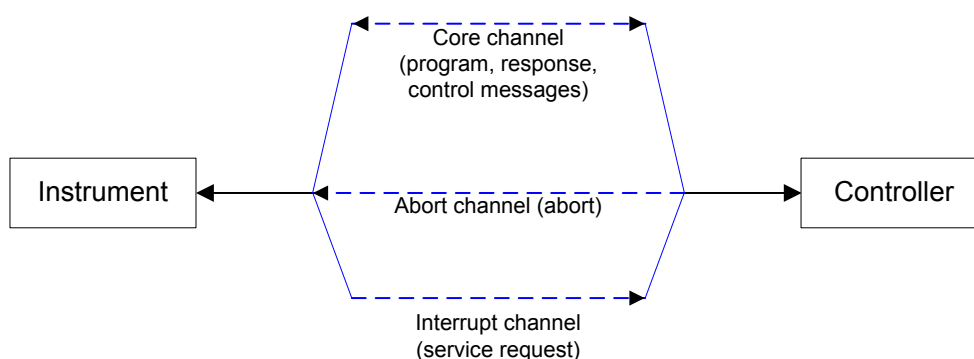 Core channel
(program, response,
control messages)
Instrument
Abort channel (abort)
Controller
Interrupt channel
(service request)